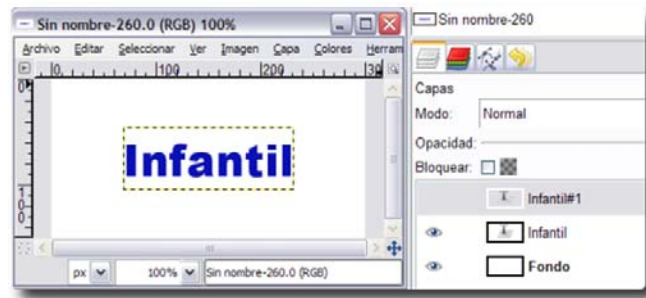 Sin nombre-260.0 (RGB) 100%
Archivo Editar Seleccionar Ver Imagen Capa Colores Herram
0 100 200 30
0
100
Infantil
px 100% Sin nombre-260.0 (RGB)
Sin nombre-260
Capas
Modo: Normal
Opacidad:
Bloquear:
Infantil#1
Infantil
Fondo